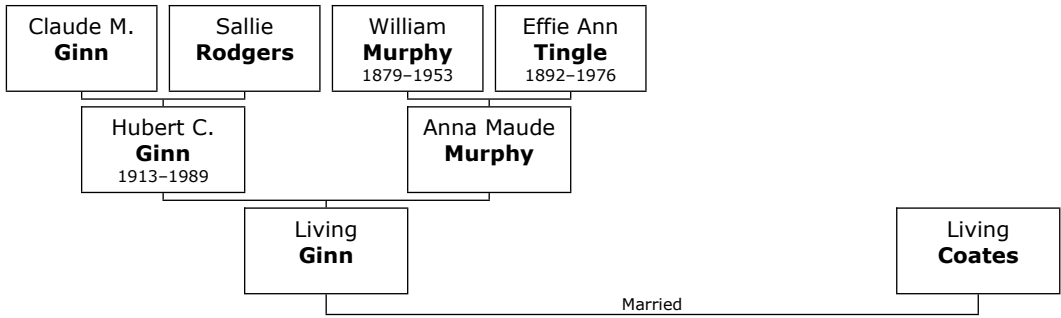 Claude M.
Ginn
Sallie
Rodgers
William
Murphy
1879–1953
Effie Ann
Tingle
1892–1976
Hubert C.
Ginn
1913–1989
Anna Maude
Murphy
Living
Ginn
Living
Coates
Married